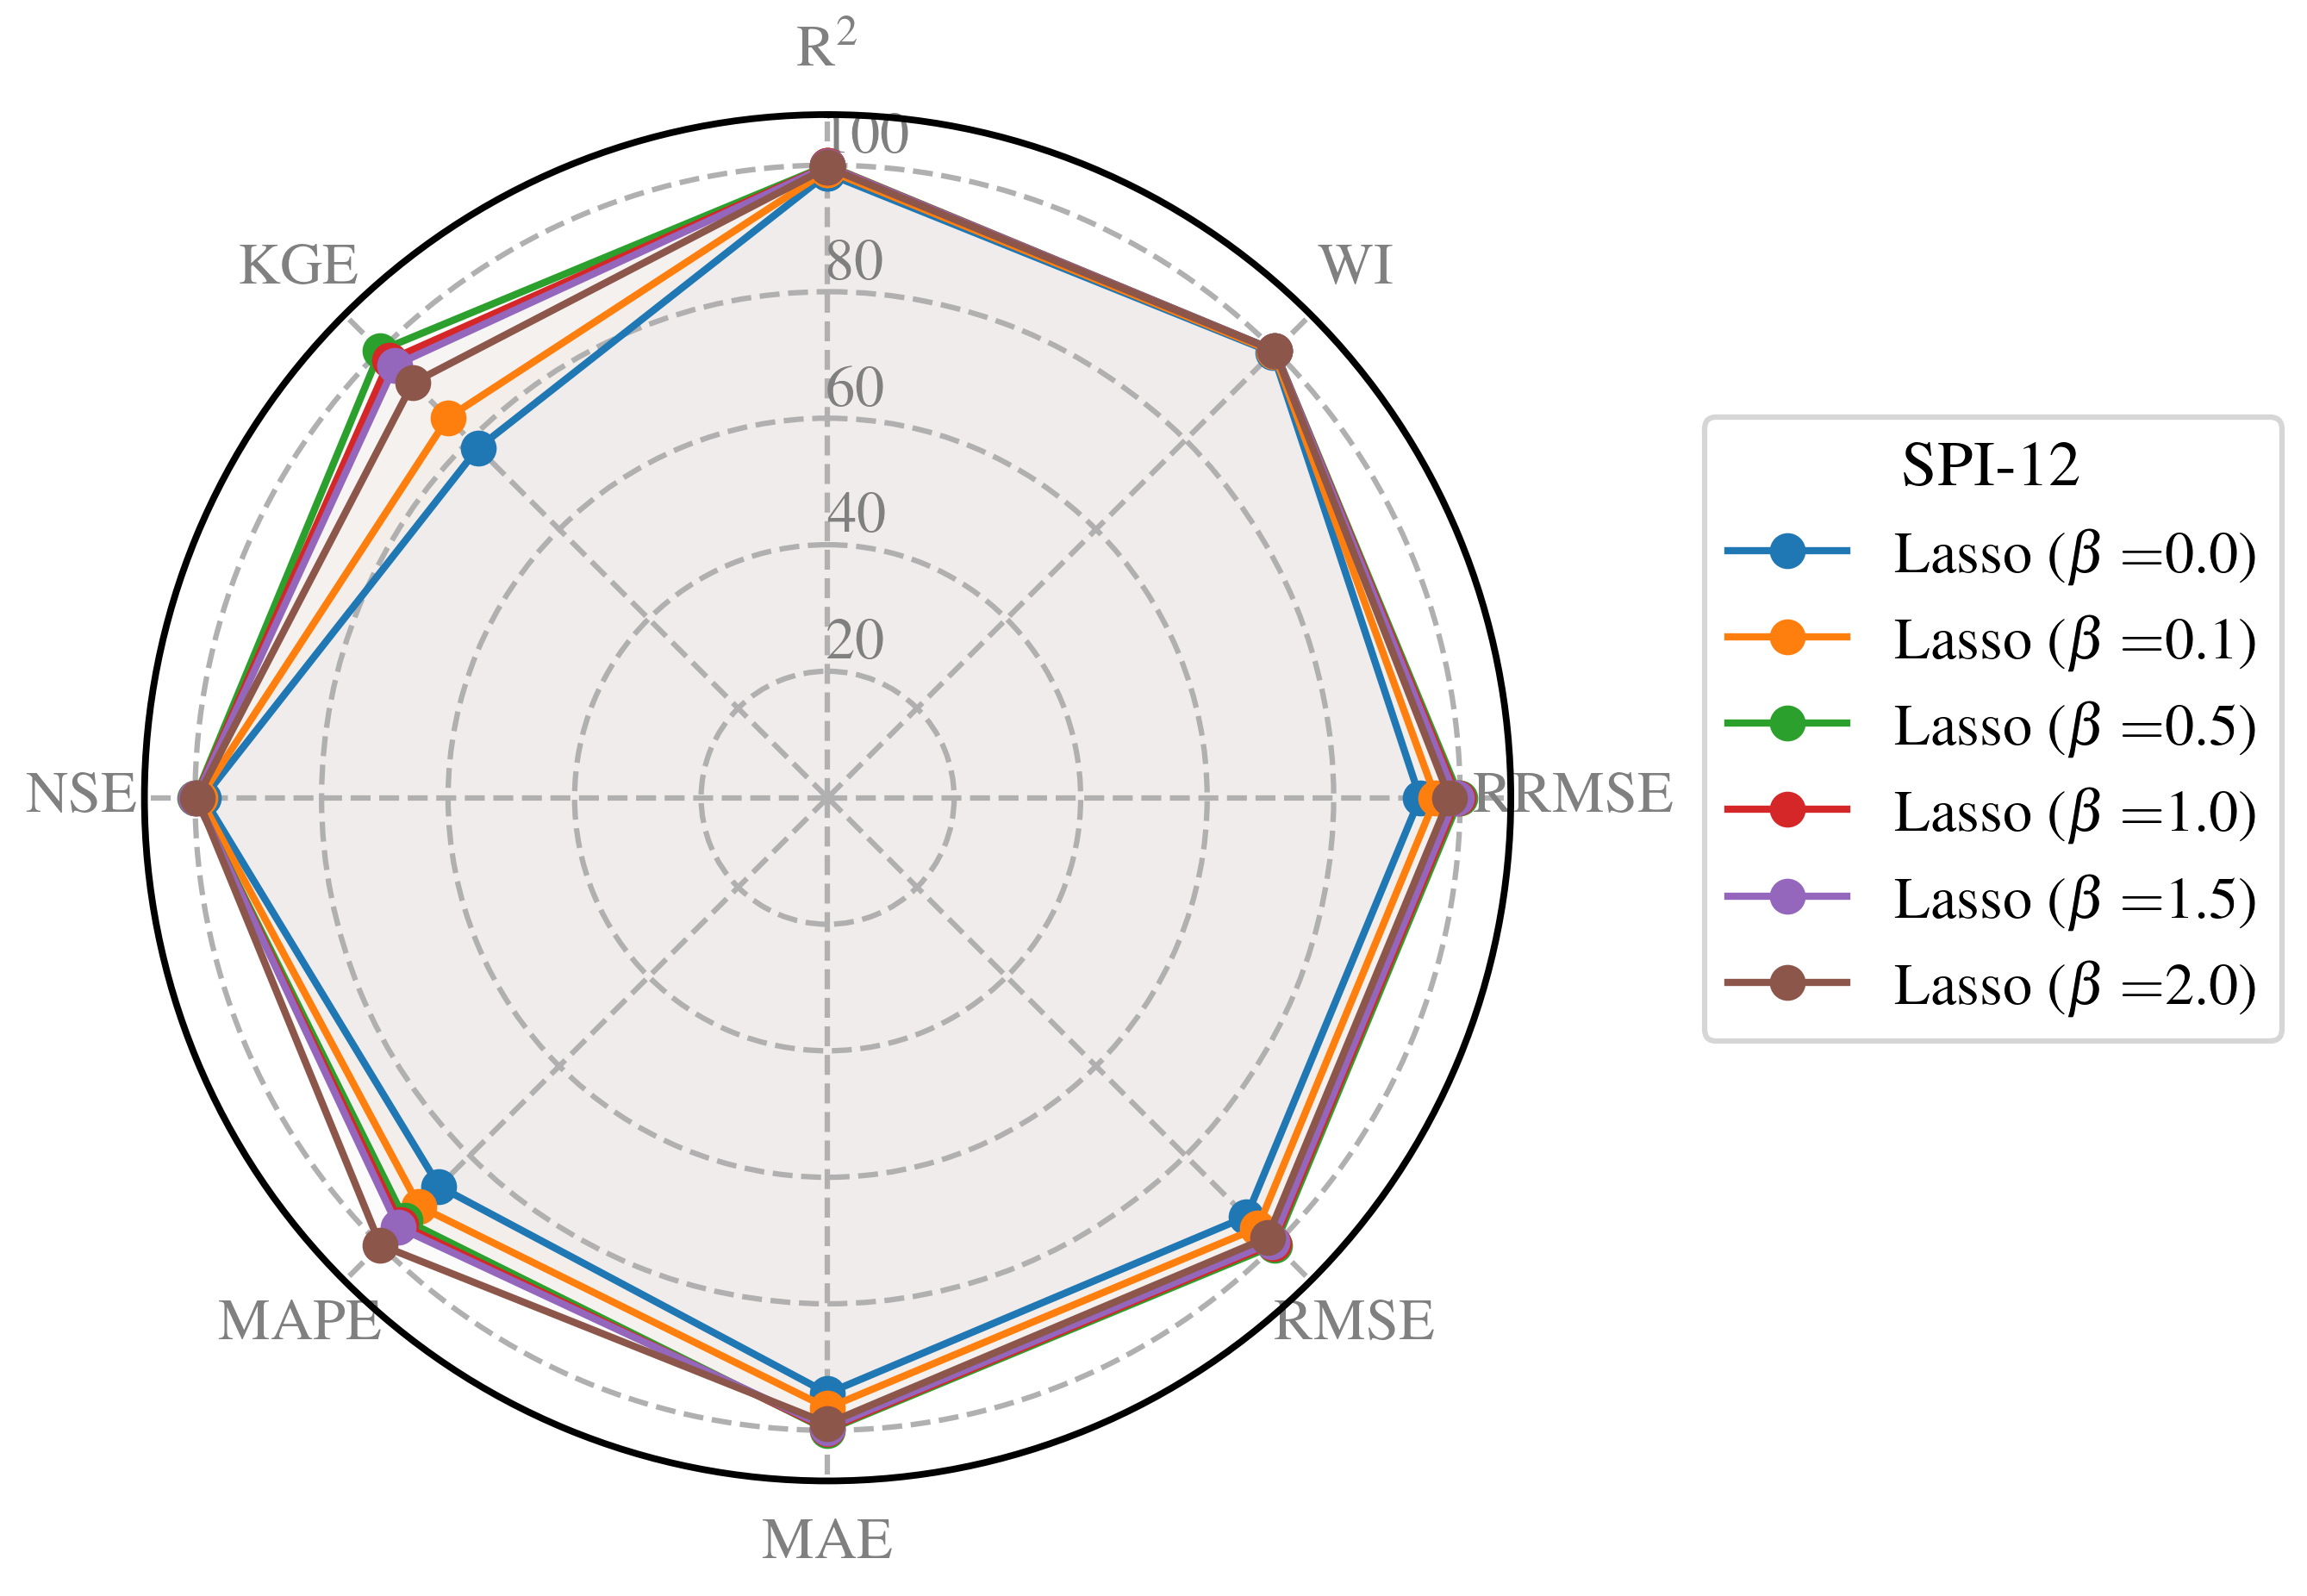 R²
100
KGE
80
WI
60
40
20
NSE
RRMSE
MAPE
RMSE
MAE
SPI-12
Lasso (β =0.0)
Lasso (β =0.1)
Lasso (β =0.5)
Lasso (β =1.0)
Lasso (β =1.5)
Lasso (β =2.0)